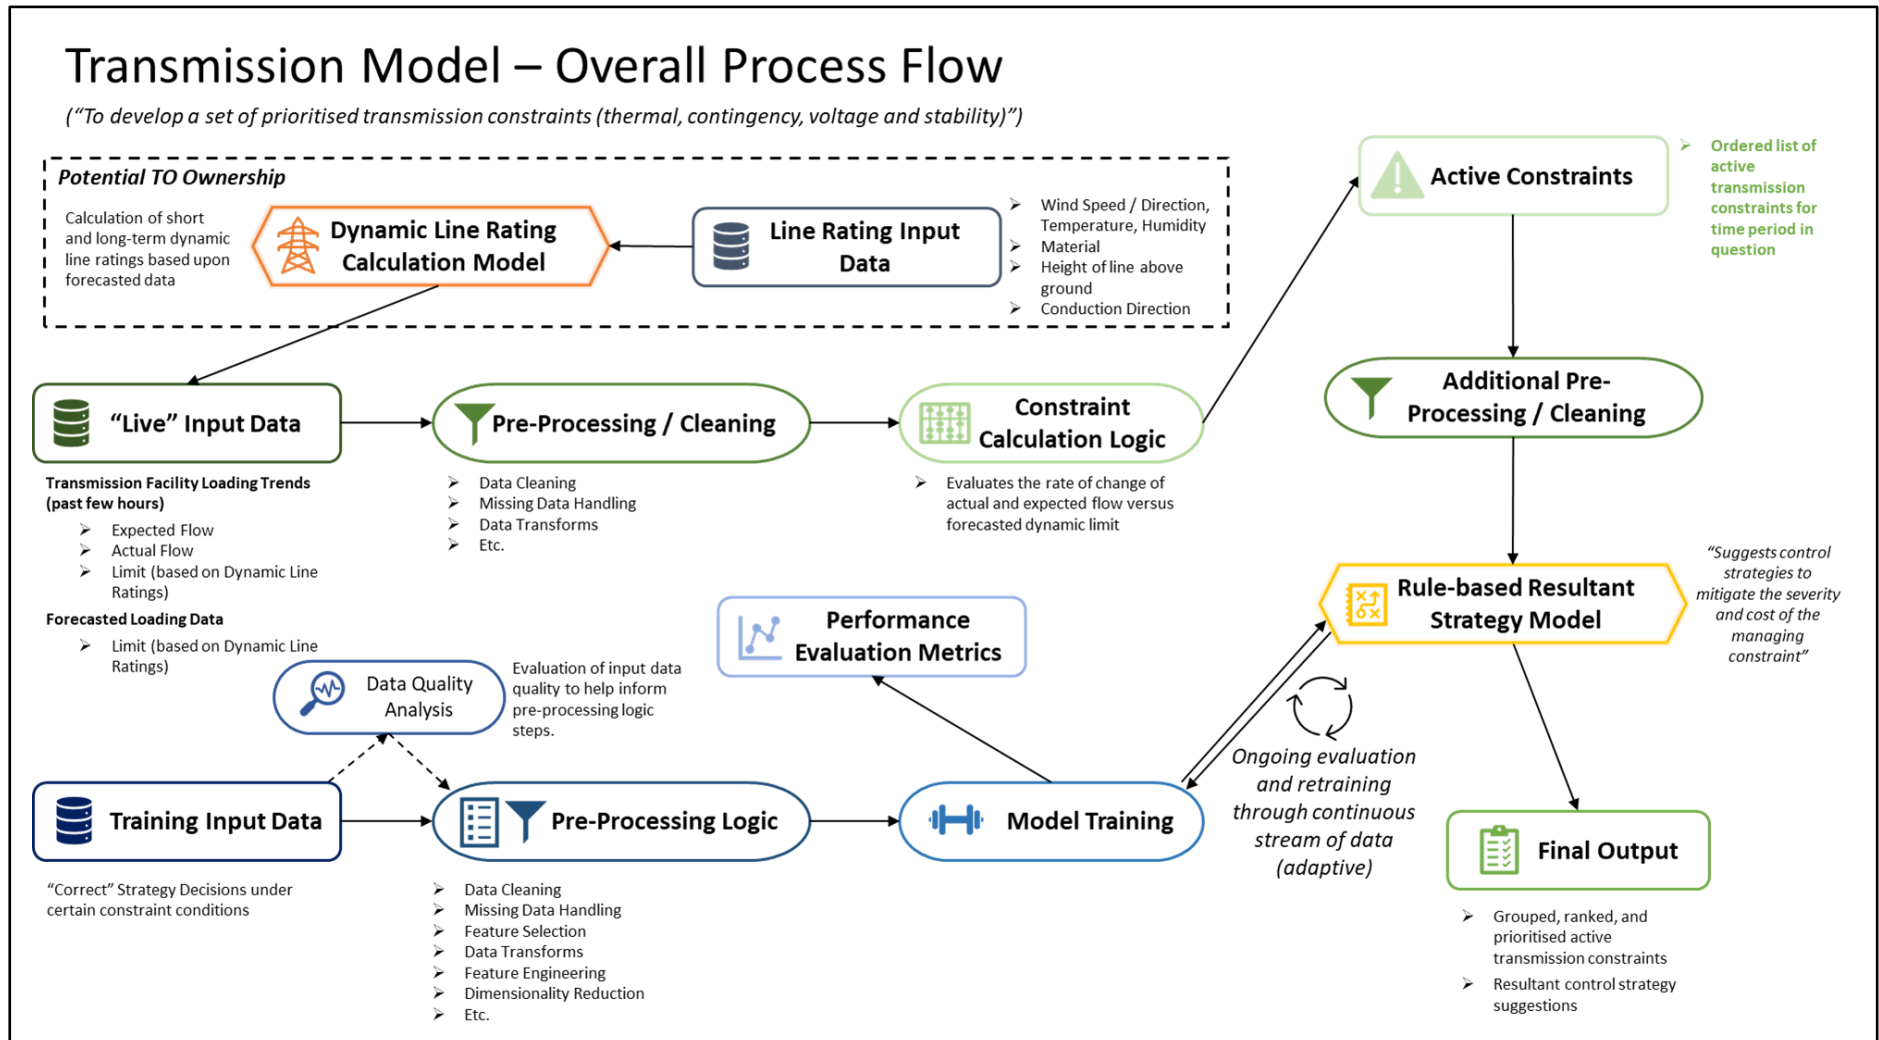 Transmission Model – Overall Process Flow
(“To develop a set of prioritised transmission constraints (thermal, contingency, voltage and stability)”)
Potential TO Ownership
Calculation of short
and long-term dynamic
line ratings based upon
forecasted data
Dynamic Line Rating
Calculation Model
Line Rating Input
Data
➢ Wind Speed / Direction,
Temperature, Humidity
➢ Material
➢ Height of line above
ground
➢ Conduction Direction
Active Constraints
➢ Ordered list of
active
transmission
constraints for
time period in
question
“Live” Input Data
Pre-Processing / Cleaning
Constraint
Calculation Logic
Additional Pre-
Processing / Cleaning
Transmission Facility Loading Trends
(past few hours)
➢ Expected Flow
➢ Actual Flow
➢ Limit (based on Dynamic Line
Ratings)
Forecasted Loading Data
➢ Limit (based on Dynamic Line
Ratings)
➢ Data Cleaning
➢ Missing Data Handling
➢ Data Transforms
➢ Etc.
➢ Evaluates the rate of change of
actual and expected flow versus
forecasted dynamic limit
Rule-based Resultant
Strategy Model
“Suggests control
strategies to
mitigate the severity
and cost of the
managing
constraint”
Performance
Evaluation Metrics
Data Quality
Analysis
Evaluation of input data
quality to help inform
pre-processing logic
steps.
Training Input Data
Pre-Processing Logic
Model Training
Ongoing evaluation
and retraining
through continuous
stream of data
(adaptive)
Final Output
“Correct” Strategy Decisions under
certain constraint conditions
➢ Data Cleaning
➢ Missing Data Handling
➢ Feature Selection
➢ Data Transforms
➢ Feature Engineering
➢ Dimensionality Reduction
➢ Etc.
➢ Grouped, ranked, and
prioritised active
transmission constraints
➢ Resultant control strategy
suggestions